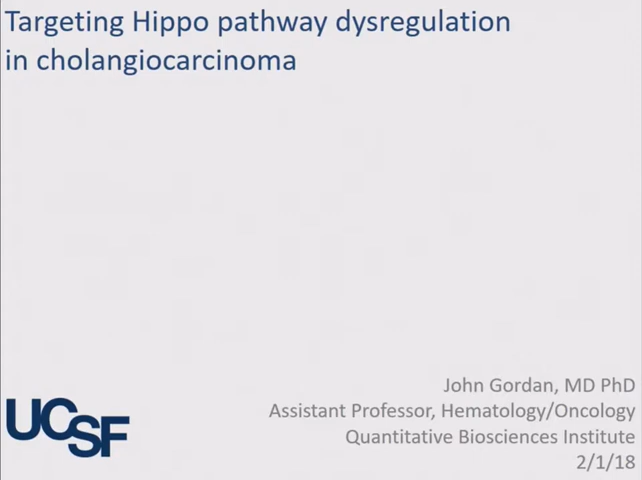 Targeting Hippo pathway dysregulation
in cholangiocarcinoma
John Gordan, MD PhD
Assistant Professor, Hematology/Oncology
Quantitative Biosciences Institute
2/1/18
UCSF